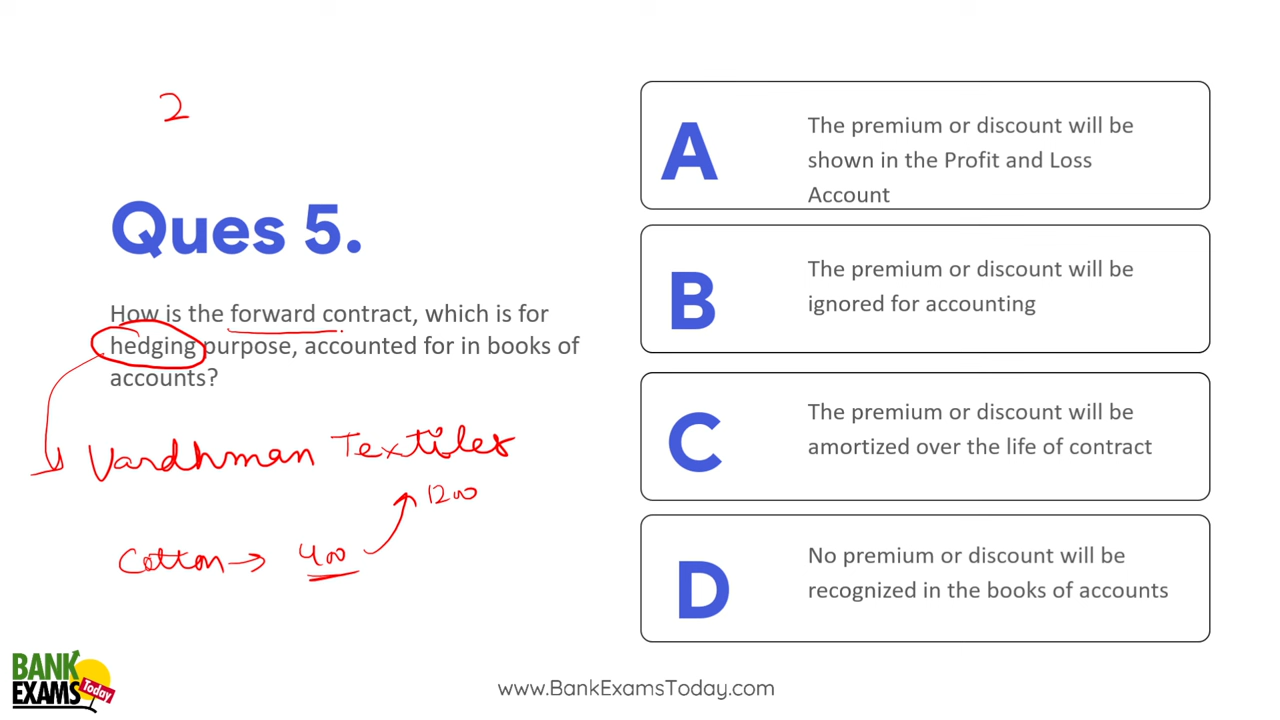 2
Ques 5.
How is the forward contract, which is for
hedging purpose, accounted for in books of
accounts?
Vardhman Textiles
1200
Cotton → 400
A
The premium or discount will be
shown in the Profit and Loss
Account
B
The premium or discount will be
ignored for accounting
C
The premium or discount will be
amortized over the life of contract
D
No premium or discount will be
recognized in the books of accounts
BANK
EXAMS Today
www.BankExamsToday.com